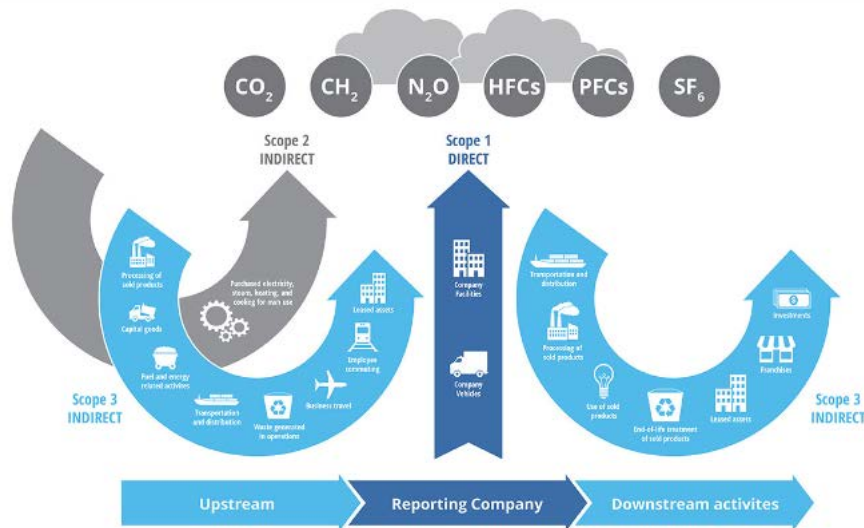 CO2
CH2
N2O
HFCs
PFCs
SF6
Scope 2
INDIRECT
Scope 1
DIRECT
Processing of
sold products
Capital goods
Fuel and energy
related activites
Transportation
and distribution
Waste generated
in operations
Business travel
Employee
commuting
Leased assets
Purchased electricity,
steam, heating, and
cooling for own use
Company
Facilities
Company
Vehicles
Transportation and
distribution
Processing of
sold products
Use of sold
products
End-of-life treatment
of sold products
Leased assets
Franchises
Investments
Scope 3
INDIRECT
Scope 3
INDIRECT
Upstream
Reporting Company
Downstream activites